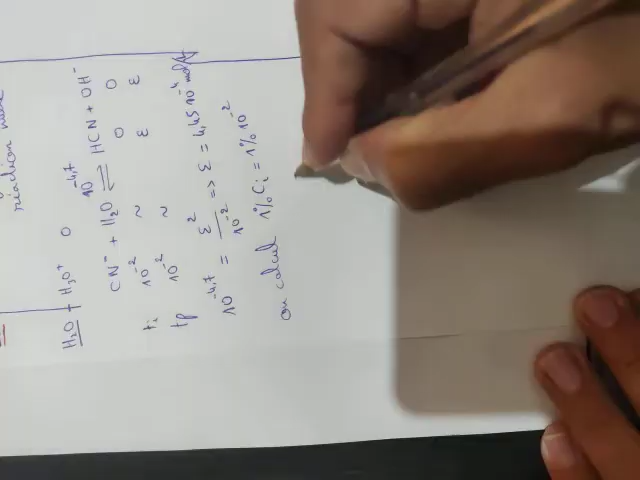 réaction
H₂O + H₃O⁺ 0
10⁻⁴,⁷
CN⁻ + H₂O ⇌ HCN + OH⁻
ti 10⁻² ~ 0 0
tf 10⁻² ~ ε ε
10⁻⁴,⁷ = ε² / 10⁻² => ε = 4,45 10⁻⁴ mol/l
on calcul 1% Ci = 1% 10⁻²